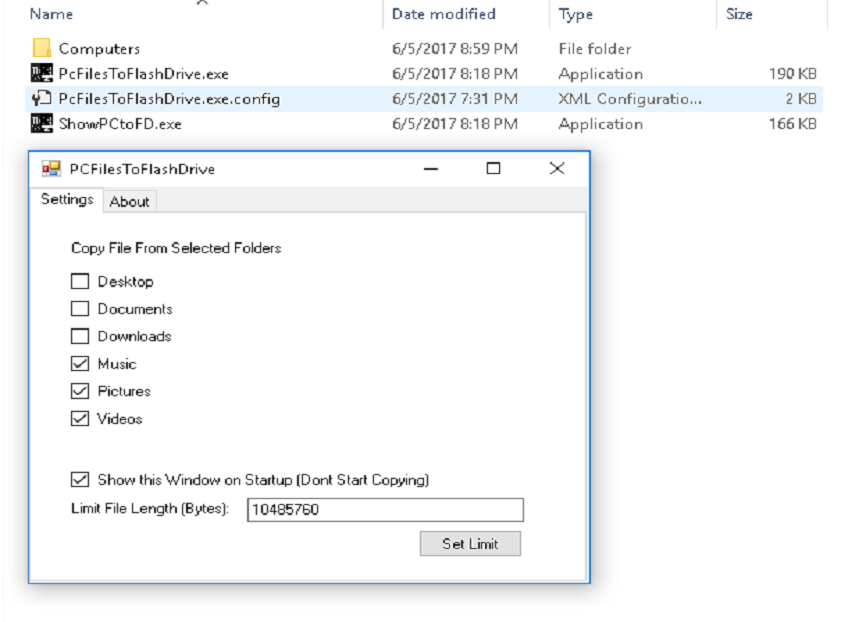 Name Date modified Type Size
Computers 6/5/2017 8:59 PM File folder
PcFilesToFlashDrive.exe 6/5/2017 8:18 PM Application 190 KB
PcFilesToFlashDrive.exe.config 6/5/2017 7:31 PM XML Configuratio... 2 KB
ShowPCtoFD.exe 6/5/2017 8:18 PM Application 166 KB
PCFilesToFlashDrive
Settings About
Copy File From Selected Folders
Desktop
Documents
Downloads
Music
Pictures
Videos
Show this Window on Startup (Dont Start Copying)
Limit File Length (Bytes): 10485760
Set Limit